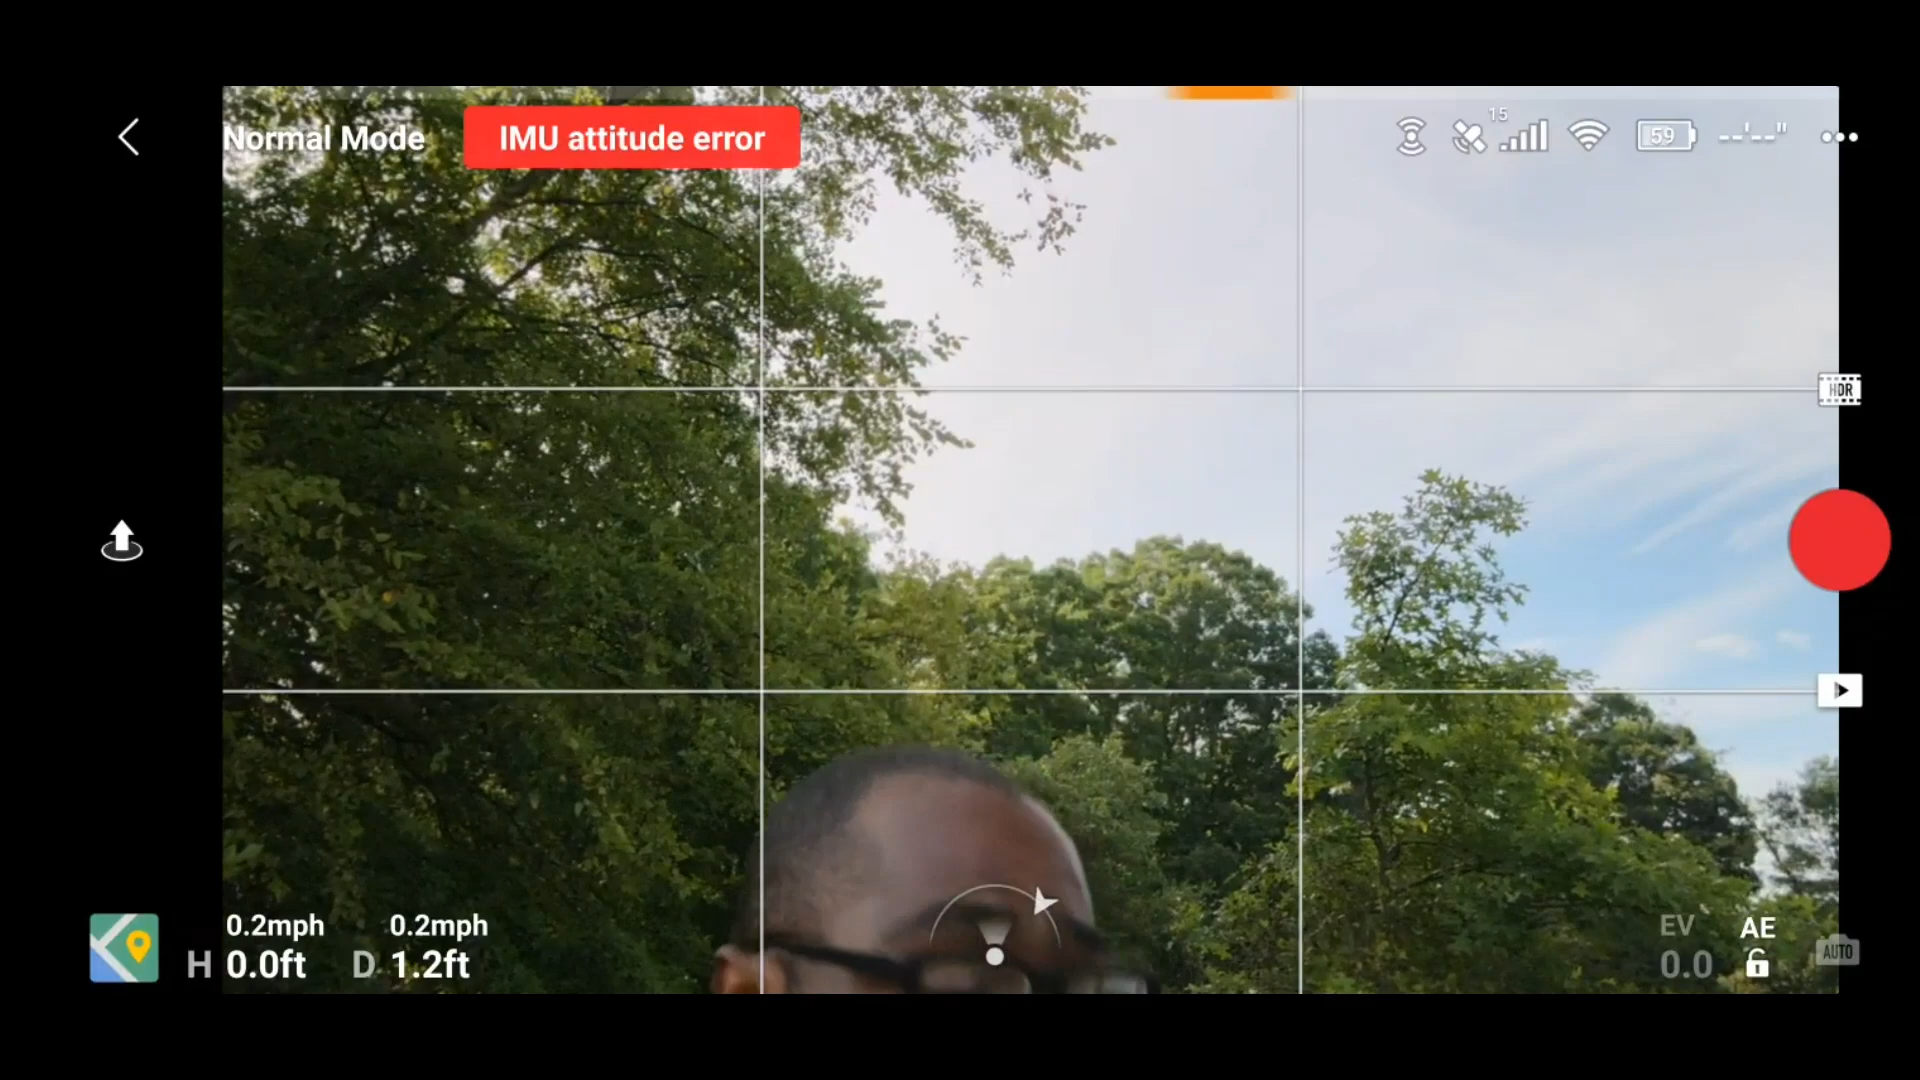 Normal Mode
IMU attitude error
15
59
--'--"
HDR
0.2mph
0.2mph
H 0.0ft
D 1.2ft
EV
0.0
AE
AUTO